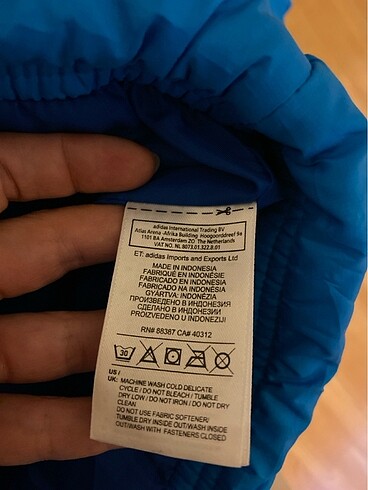 adidas International Trading BV
Atlas Arena -Afrika Building Hoogoorddreef 9a
1101 BA Amsterdam ZO The Netherlands
VAT NO. NL 8073.01.322.B.01
ET: adidas Imports and Exports Ltd
MADE IN INDONESIA
FABRIQUÉ EN INDONÉSIE
FABRICADO EN INDONESIA
FABRICADO NA INDONÉSIA
GYÁRTVA: INDONÉZIA
ПРОИЗВЕДЕНО В ИНДОНЕЗИЯ
СДЕЛАНО В ИНДОНЕЗИИ
PROIZVEDENO U INDONEZIJI
RN# 88387 CA# 40312
30
US /
UK: MACHINE WASH COLD DELICATE
CYCLE / DO NOT BLEACH / TUMBLE
DRY LOW / DO NOT IRON / DO NOT DRY
CLEAN
DO NOT USE FABRIC SOFTENER/
TUMBLE DRY INSIDE OUT/WASH INSIDE
OUT/WASH WITH FASTENERS CLOSED